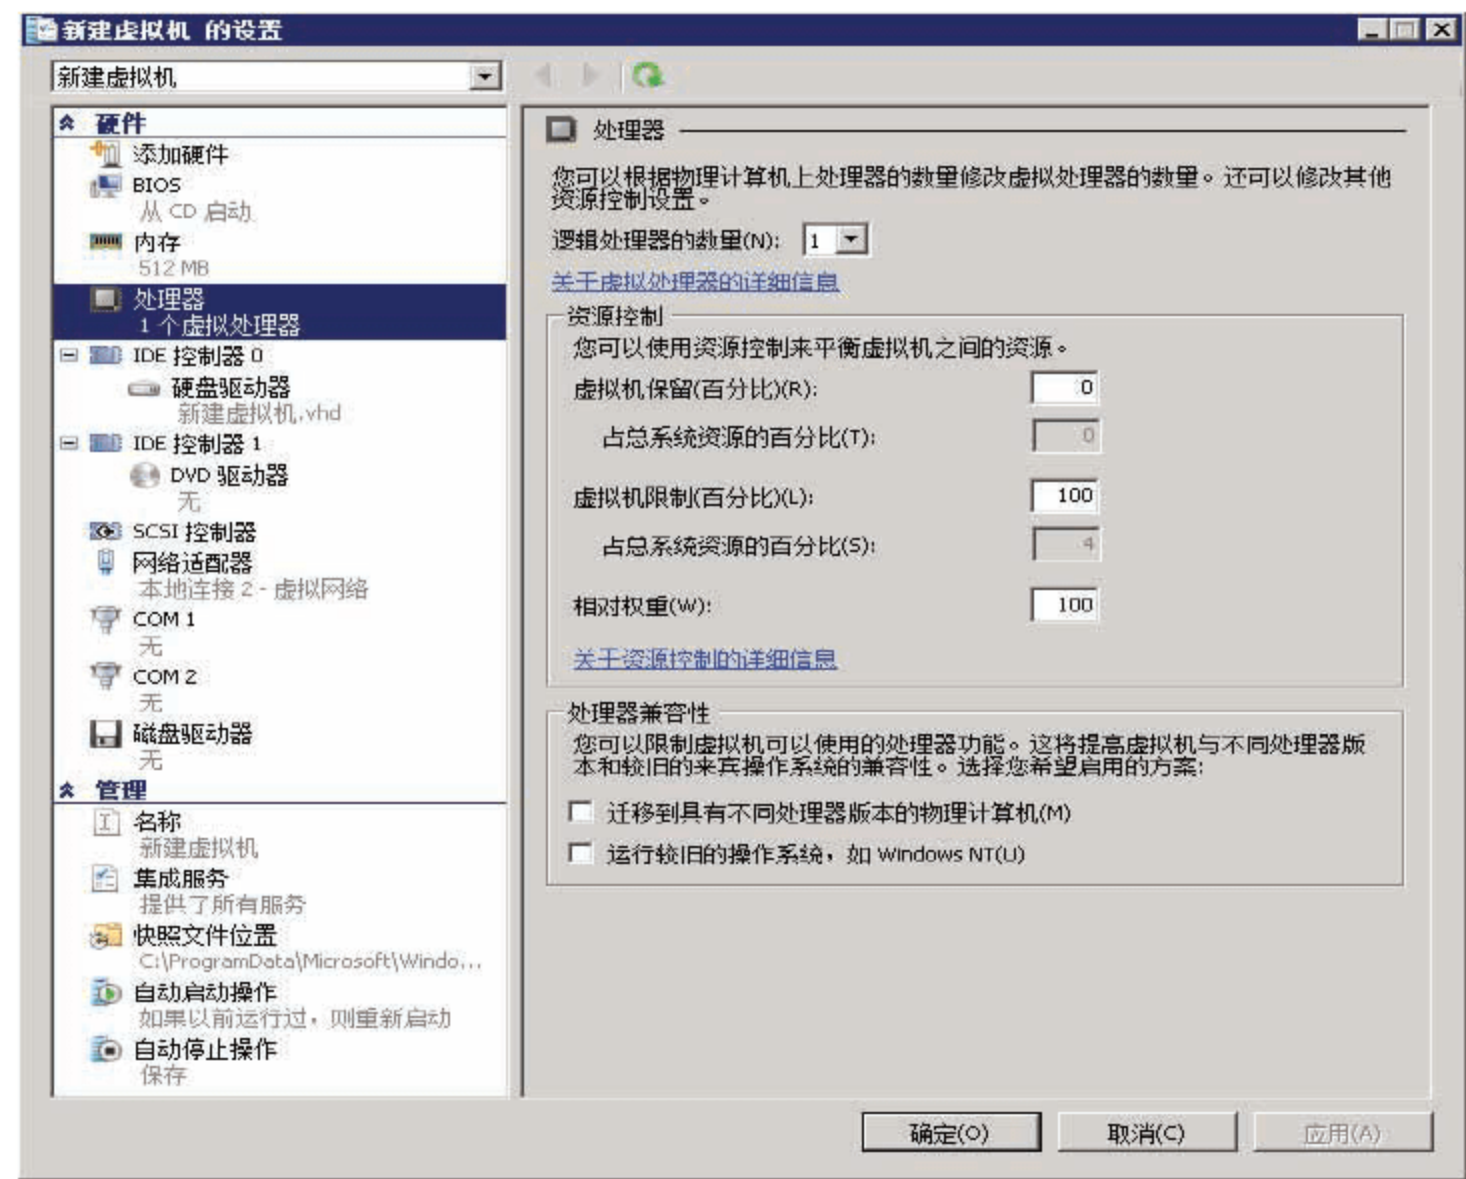 新建虚拟机 的设置
新建虚拟机
硬件
添加硬件
BIOS
从 CD 启动
内存
512 MB
处理器
1 个虚拟处理器
IDE 控制器 0
硬盘驱动器
新建虚拟机.vhd
IDE 控制器 1
DVD 驱动器
无
SCSI 控制器
网络适配器
本地连接 2 - 虚拟网络
COM 1
无
COM 2
无
磁盘驱动器
无
管理
名称
新建虚拟机
集成服务
提供了所有服务
快照文件位置
C:\ProgramData\Microsoft\Windo...
自动启动操作
如果以前运行过，则重新启动
自动停止操作
保存
处理器
您可以根据物理计算机上处理器的数量修改虚拟处理器的数量。还可以修改其他
资源控制设置。
逻辑处理器的数量(N): 1
关于虚拟处理器的详细信息
资源控制
您可以使用资源控制来平衡虚拟机之间的资源。
虚拟机保留(百分比)(R): 0
占总系统资源的百分比(T): 0
虚拟机限制(百分比)(L): 100
占总系统资源的百分比(S): 4
相对权重(W): 100
关于资源控制的详细信息
处理器兼容性
您可以限制虚拟机可以使用的处理器功能。这将提高虚拟机与不同处理器版
本和较旧的来宾操作系统的兼容性。选择您希望启用的方案:
迁移到具有不同处理器版本的物理计算机(M)
运行较旧的操作系统，如 Windows NT(U)
确定(O) 取消(C) 应用(A)